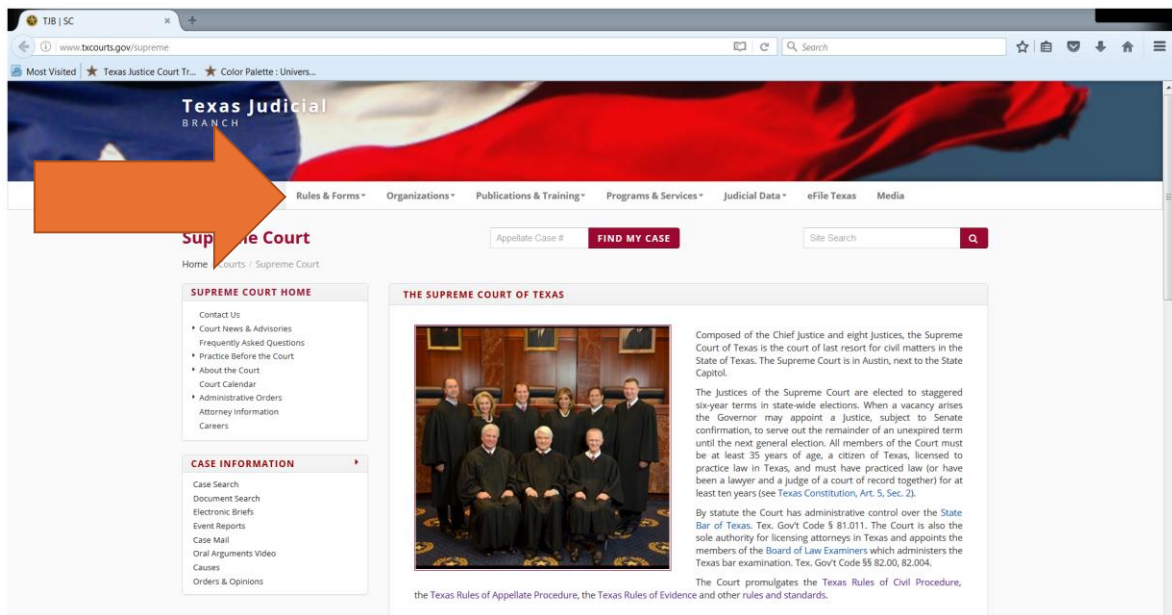 TJB | SC
www.txcourts.gov/supreme
Search
Most Visited
Texas Justice Court Tr...
Color Palette : Univers...
Texas Judicial
BRANCH
Rules & Forms
Organizations
Publications & Training
Programs & Services
Judicial Data
eFile Texas
Media
Supreme Court
Appellate Case #
FIND MY CASE
Site Search
Home / Courts / Supreme Court
SUPREME COURT HOME
Contact Us
Court News & Advisories
Frequently Asked Questions
Practice Before the Court
About the Court
Court Calendar
Administrative Orders
Attorney Information
Careers
CASE INFORMATION
Case Search
Document Search
Electronic Briefs
Event Reports
Case Mail
Oral Arguments Video
Causes
Orders & Opinions
THE SUPREME COURT OF TEXAS
Composed of the Chief Justice and eight Justices, the Supreme
Court of Texas is the court of last resort for civil matters in the
State of Texas. The Supreme Court is in Austin, next to the State
Capitol.
The Justices of the Supreme Court are elected to staggered
six-year terms in state-wide elections. When a vacancy arises
the Governor may appoint a Justice, subject to Senate
confirmation, to serve out the remainder of an unexpired term
until the next general election. All members of the Court must
be at least 35 years of age, a citizen of Texas, licensed to
practice law in Texas, and must have practiced law (or have
been a lawyer and a judge of a court of record together) for at
least ten years (see Texas Constitution, Art. 5, Sec. 2).
By statute the Court has administrative control over the State
Bar of Texas. Tex. Gov't Code § 81.011. The Court is also the
sole authority for licensing attorneys in Texas and appoints the
members of the Board of Law Examiners which administers the
Texas bar examination. Tex. Gov't Code §§ 82.00, 82.004.
The Court promulgates the Texas Rules of Civil Procedure,
the Texas Rules of Appellate Procedure, the Texas Rules of Evidence and other rules and standards.